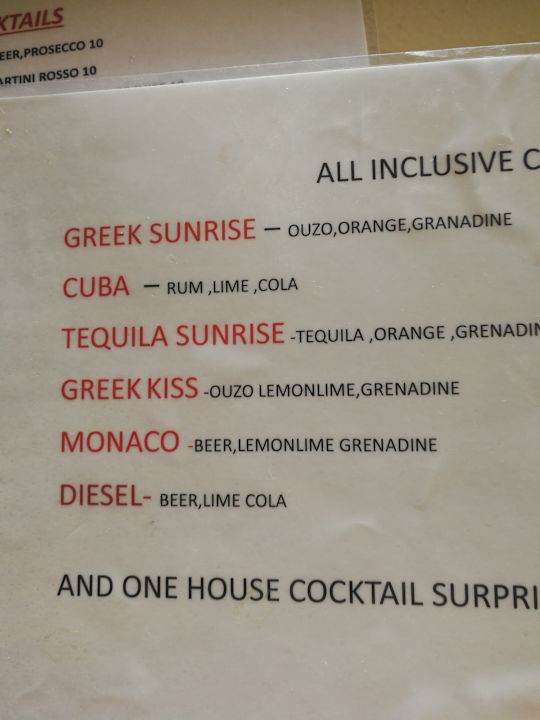 KTAILS
EER,PROSECCO 10
ARTINI ROSSO 10
ALL INCLUSIVE C
GREEK SUNRISE – OUZO,ORANGE,GRANADINE
CUBA – RUM ,LIME ,COLA
TEQUILA SUNRISE -TEQUILA ,ORANGE ,GRENADIN
GREEK KISS -OUZO LEMONLIME,GRENADINE
MONACO -BEER,LEMONLIME GRENADINE
DIESEL- BEER,LIME COLA
AND ONE HOUSE COCKTAIL SURPRI